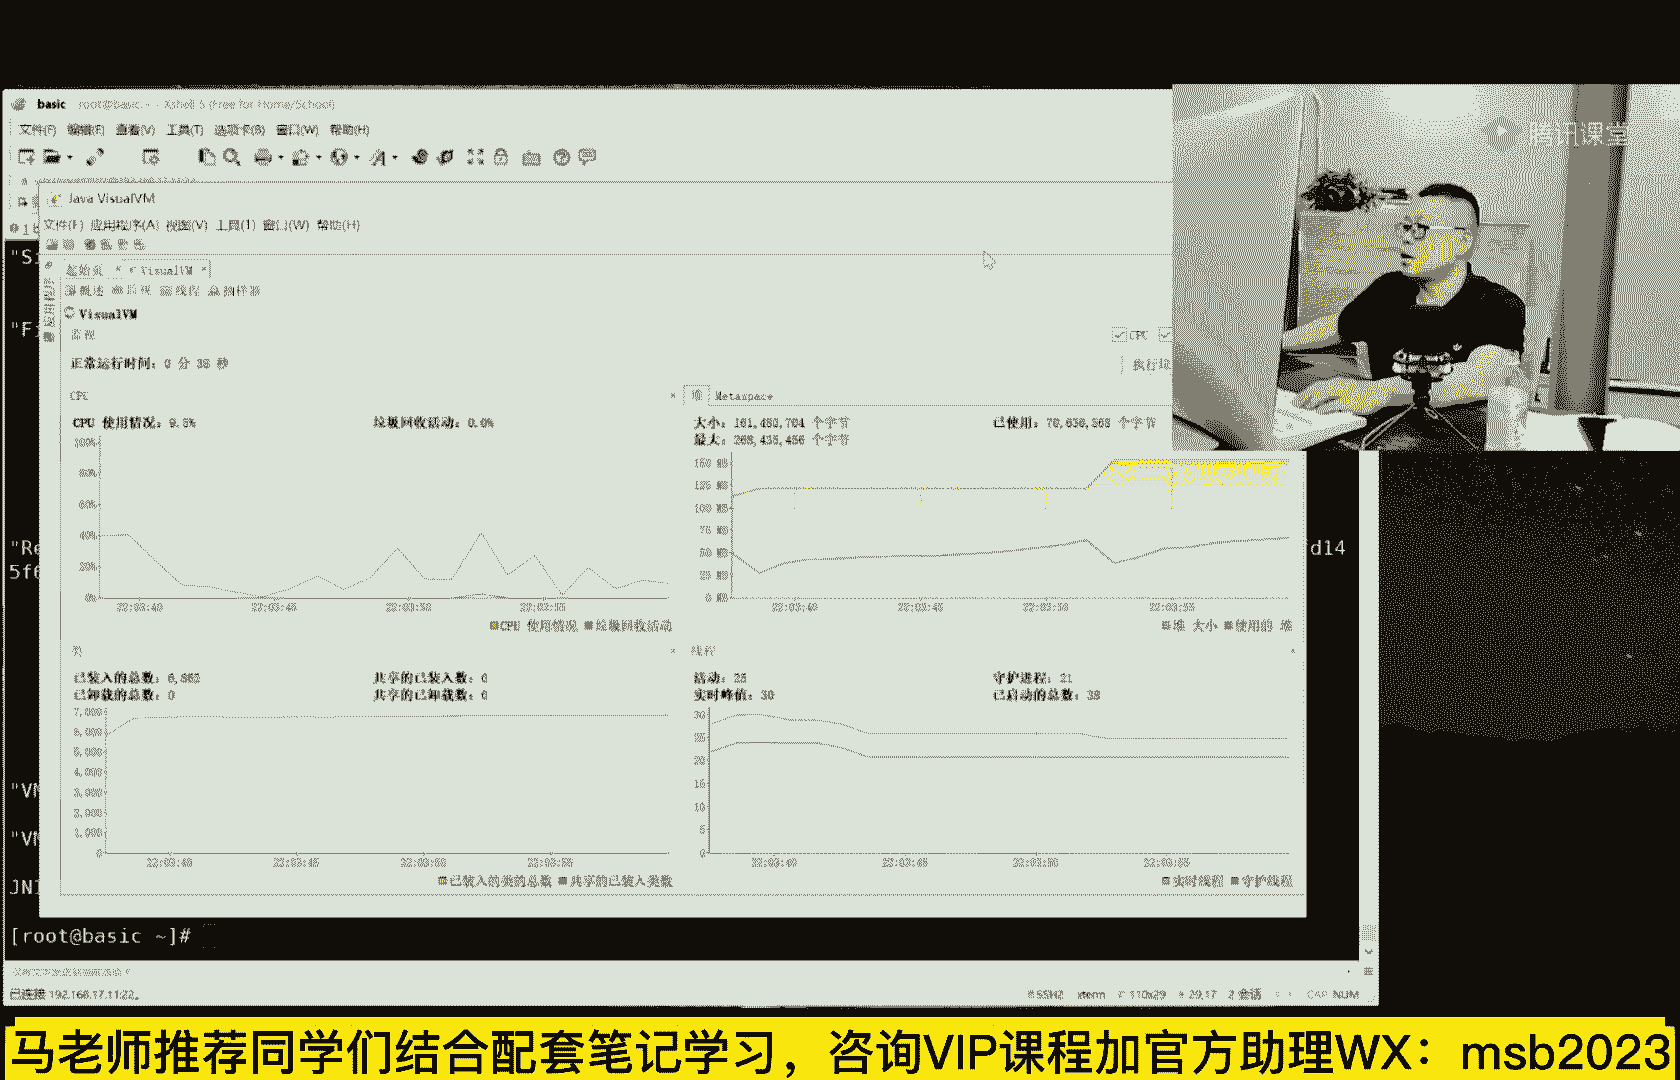 basic root@basic:~ - Xshell 5 (Free for Home/School)
文件(F) 编辑(E) 查看(V) 工具(T) 选项卡(B) 窗口(W) 帮助(H)
腾讯课堂
Java VisualVM
文件(F) 应用程序(A) 视图(V) 工具(T) 窗口(W) 帮助(H)
起始页 VisualVM
概述 监视 线程 抽样器
应用程序
VisualVM
监视
CPU
正常运行时间: 0 分 38 秒
CPU
CPU 使用情况: 9.3%
垃圾回收活动: 0.0%
100%
80%
60%
40%
20%
0%
22:03:40 22:03:45 22:03:50 22:03:55
CPU 使用情况 垃圾回收活动
堆 Metaspace
大小: 161,480,704 个字节
已使用: 70,630,568 个字节
最大: 268,435,456 个字节
150 MB
125 MB
100 MB
75 MB
50 MB
25 MB
0 MB
22:03:40 22:03:45 22:03:50 22:03:55
堆 大小 使用的 堆
类
已装入的总数: 6,862
共享的已装入数: 0
已卸载的总数: 0
共享的已卸载数: 0
7,000
6,000
5,000
4,000
3,000
2,000
1,000
0
22:03:40 22:03:45 22:03:50 22:03:55
已装入的类的总数 共享的已装入类数
线程
活动: 25
守护进程: 21
实时峰值: 30
已启动的总数: 38
30
25
20
15
10
5
0
22:03:40 22:03:45 22:03:50 22:03:55
实时线程 守护线程
"Re
d14
5f6
"VM
"VM
JNI
[root@basic ~]#
已连接 192.168.17.11:22。
SSH2 xterm 110x29 29,17 2 会话 CAP NUM
马老师推荐同学们结合配套笔记学习，咨询VIP课程加官方助理WX：msb2023